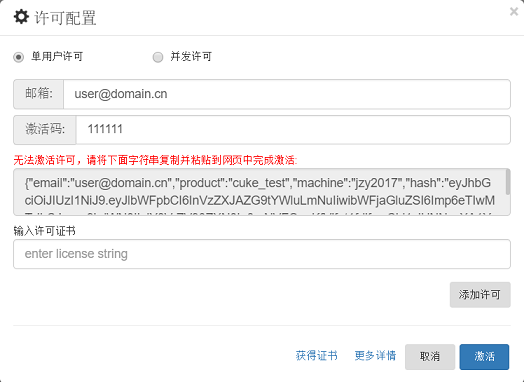 许可配置
单用户许可 并发许可
邮箱: user@domain.cn
激活码: 111111
无法激活许可，请将下面字符串复制并粘贴到网页中完成激活:
{"email":"user@domain.cn","product":"cuke_test","machine":"jzy2017","hash":"eyJhbG
ciOiJIUzI1NiJ9.eyJlbWFpbCI6InVzZXJAZG9tYWluLmNuIiwibWFjaGluZSI6Imp6eTIwM
输入许可证书
enter license string
添加许可
获得证书 更多详情 取消 激活